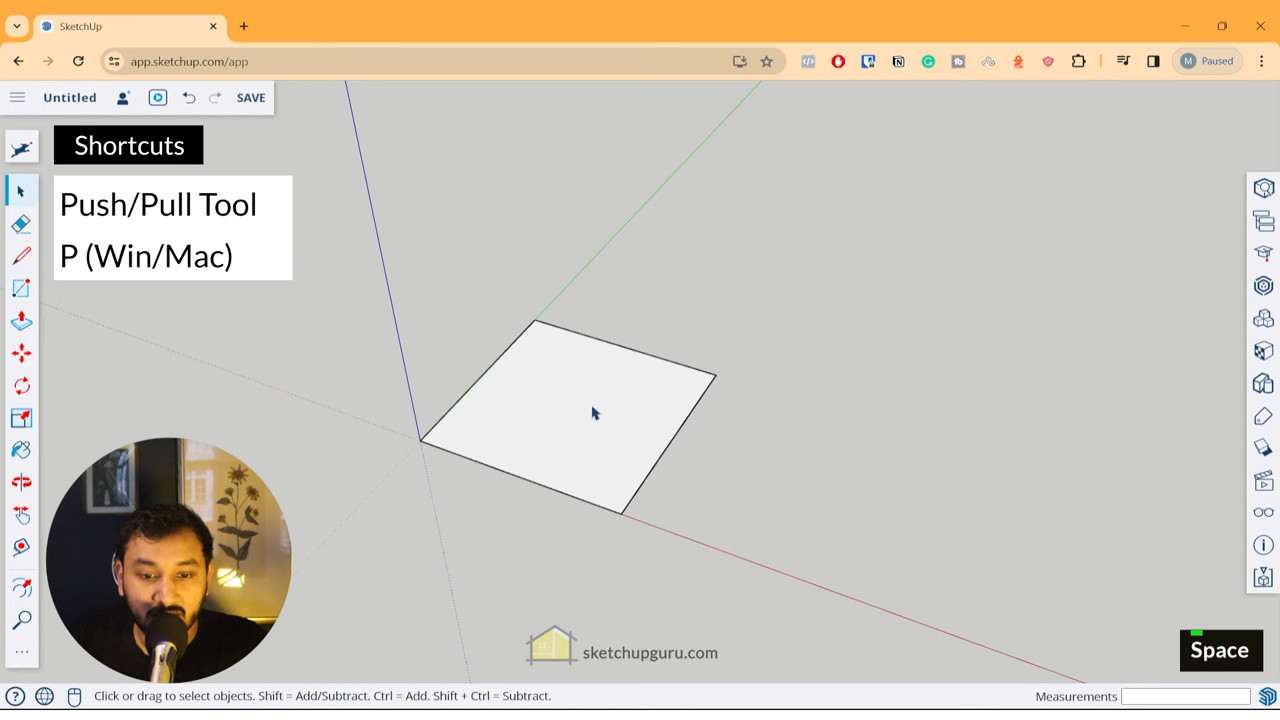 SketchUp
app.sketchup.com/app
M Paused
Untitled
SAVE
Shortcuts
Push/Pull Tool
P (Win/Mac)
sketchupguru.com
Space
Click or drag to select objects. Shift = Add/Subtract. Ctrl = Add. Shift + Ctrl = Subtract.
Measurements